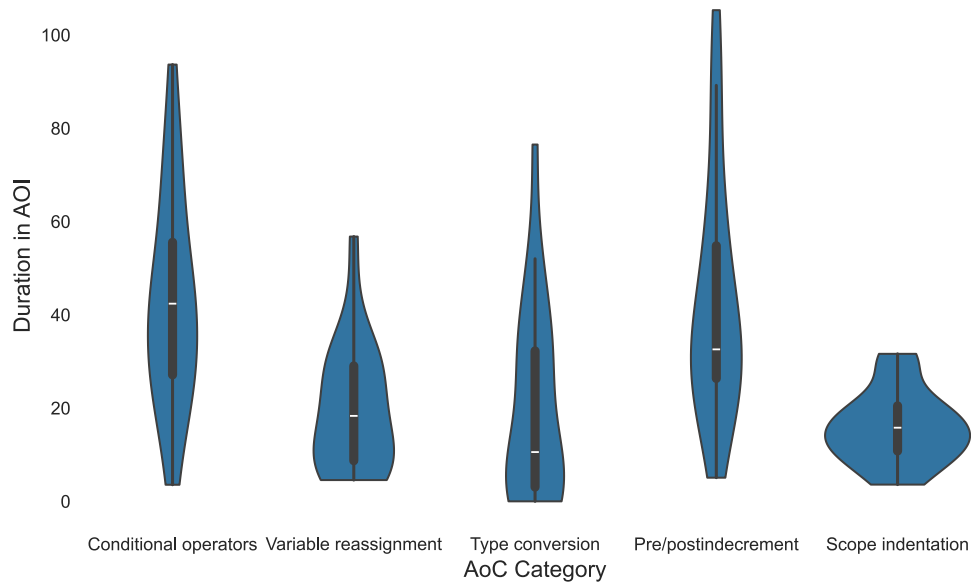 100
80
60
40
20
0
Duration in AOI
Conditional operators Variable reassignment Type conversion Pre/postindecrement Scope indentation
AoC Category